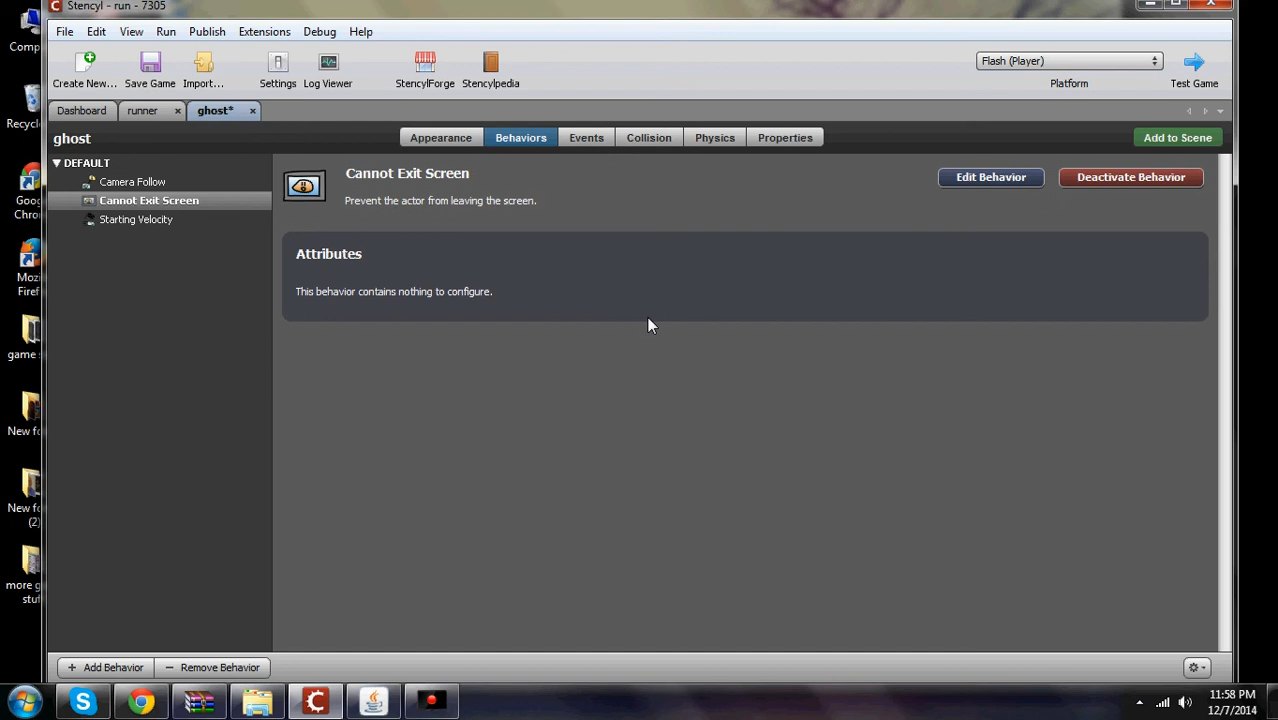 Stencyl - run - 7305
File Edit View Run Publish Extensions Debug Help
Create New... Save Game Import... Settings Log Viewer StencylForge Stencylpedia
Flash (Player)
Platform
Test Game
Dashboard runner ghost*
ghost
Appearance Behaviors Events Collision Physics Properties
Add to Scene
DEFAULT
Camera Follow
Cannot Exit Screen
Starting Velocity
Cannot Exit Screen
Prevent the actor from leaving the screen.
Edit Behavior Deactivate Behavior
Attributes
This behavior contains nothing to configure.
+ Add Behavior − Remove Behavior
Comp
Recyc
Goog
Chro
Mozi
Firef
game s
New fo
New fo
(2)
more g
stuf
11:58 PM
12/7/2014